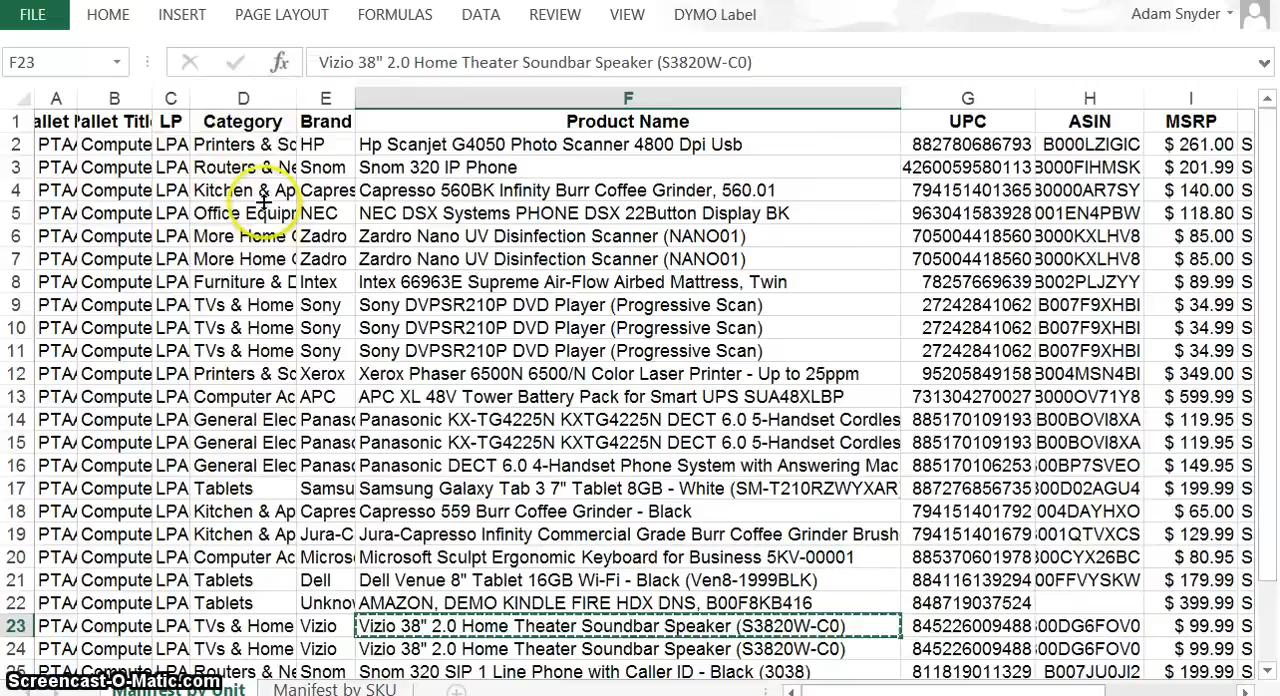 FILE HOME INSERT PAGE LAYOUT FORMULAS DATA REVIEW VIEW DYMO Label Adam Snyder
F23 fx Vizio 38" 2.0 Home Theater Soundbar Speaker (S3820W-C0)
A B C D E F G H I
1 allet Pallet Titl LP Category Brand Product Name UPC ASIN MSRP
2 PTA Compute LPA Printers & Sc HP Hp Scanjet G4050 Photo Scanner 4800 Dpi Usb 882780686793 B000LZIGIC $ 261.00 S
3 PTA Compute LPA Routers & Ne Snom Snom 320 IP Phone 4260059580113 B000FIHMSK $ 201.99 S
4 PTA Compute LPA Kitchen & Ap Capres Capresso 560BK Infinity Burr Coffee Grinder, 560.01 794151401365 30000AR7SY $ 140.00 S
5 PTA Compute LPA Office Equipr NEC NEC DSX Systems PHONE DSX 22Button Display BK 963041583928 001EN4PBW $ 118.80 S
6 PTA Compute LPA More Home Zadro Zardro Nano UV Disinfection Scanner (NANO01) 705004418560 B000KXLHV8 $ 85.00 S
7 PTA Compute LPA More Home Zadro Zardro Nano UV Disinfection Scanner (NANO01) 705004418560 B000KXLHV8 $ 85.00 S
8 PTA Compute LPA Furniture & D Intex Intex 66963E Supreme Air-Flow Airbed Mattress, Twin 78257669639 B002PLJZYY $ 89.99 S
9 PTA Compute LPA TVs & Home Sony Sony DVPSR210P DVD Player (Progressive Scan) 27242841062 B007F9XHBI $ 34.99 S
10 PTA Compute LPA TVs & Home Sony Sony DVPSR210P DVD Player (Progressive Scan) 27242841062 B007F9XHBI $ 34.99 S
11 PTA Compute LPA TVs & Home Sony Sony DVPSR210P DVD Player (Progressive Scan) 27242841062 B007F9XHBI $ 34.99 S
12 PTA Compute LPA Printers & Sc Xerox Xerox Phaser 6500N 6500/N Color Laser Printer - Up to 25ppm 95205849158 B004MSN4BI $ 349.00 S
13 PTA Compute LPA Computer Ac APC APC XL 48V Tower Battery Pack for Smart UPS SUA48XLBP 731304270027 B000OV71Y8 $ 599.99 S
14 PTA Compute LPA General Elec Panaso Panasonic KX-TG4225N KXTG4225N DECT 6.0 5-Handset Cordles 885170109193 B00BOVI8XA $ 119.95 S
15 PTA Compute LPA General Elec Panaso Panasonic KX-TG4225N KXTG4225N DECT 6.0 5-Handset Cordles 885170109193 B00BOVI8XA $ 119.95 S
16 PTA Compute LPA General Elec Panaso Panasonic DECT 6.0 4-Handset Phone System with Answering Mac 885170106253 300BP7SVEO $ 149.95 S
17 PTA Compute LPA Tablets Samsu Samsung Galaxy Tab 3 7" Tablet 8GB - White (SM-T210RZWYXAR) 887276856735 300D02AGU4 $ 199.99 S
18 PTA Compute LPA Kitchen & Ap Capres Capresso 559 Burr Coffee Grinder - Black 794151401792 004DAYHXO $ 65.00 S
19 PTA Compute LPA Kitchen & Ap Jura-C Jura-Capresso Infinity Commercial Grade Burr Coffee Grinder Brush 794151401679 3001QTVXCS $ 129.99 S
20 PTA Compute LPA Computer Ac Micros Microsoft Sculpt Ergonomic Keyboard for Business 5KV-00001 885370601978 00CYX26BC $ 80.95 S
21 PTA Compute LPA Tablets Dell Dell Venue 8" Tablet 16GB Wi-Fi - Black (Ven8-1999BLK) 884116139294 00FFVYSKW $ 179.99 S
22 PTA Compute LPA Tablets Unknow AMAZON, DEMO KINDLE FIRE HDX DNS, B00F8KB416 848719037524 $ 399.99 S
23 PTA Compute LPA TVs & Home Vizio Vizio 38" 2.0 Home Theater Soundbar Speaker (S3820W-C0) 845226009488 300DG6FOV0 $ 99.99 S
24 PTA Compute LPA TVs & Home Vizio Vizio 38" 2.0 Home Theater Soundbar Speaker (S3820W-C0) 845226009488 300DG6FOV0 $ 99.99 S
25 PTA Compute LPA Routers & Ne Snom Snom 320 SIP 1 Line Phone with Caller ID - Black (3038) 811819011329 B007JU0JI2 $ 199.99 S
Screencast-O-Matic.com
Manifest by Unit Manifest by SKU